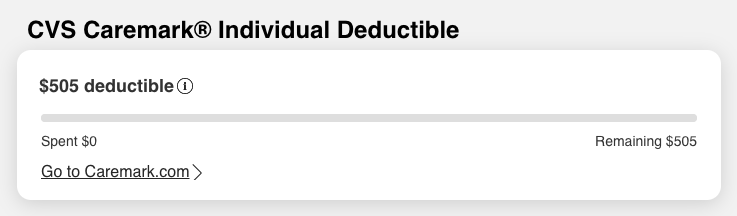 CVS Caremark® Individual Deductible
$505 deductible
Spent $0 Remaining $505
Go to Caremark.com